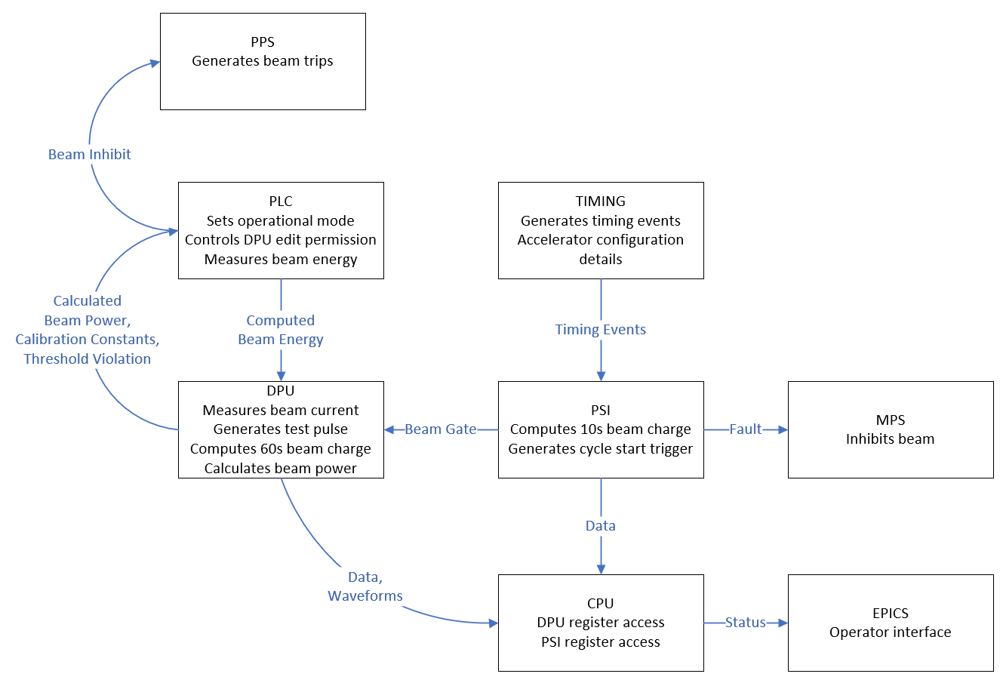 PPS
Generates beam trips
Beam Inhibit
PLC
Sets operational mode
Controls DPU edit permission
Measures beam energy
TIMING
Generates timing events
Accelerator configuration
details
Calculated
Beam Power,
Calibration Constants,
Threshold Violation
Computed
Beam Energy
Timing Events
DPU
Measures beam current
Generates test pulse
Computes 60s beam charge
Calculates beam power
Beam Gate
PSI
Computes 10s beam charge
Generates cycle start trigger
Fault
MPS
Inhibits beam
Data
Data,
Waveforms
CPU
DPU register access
PSI register access
Status
EPICS
Operator interface